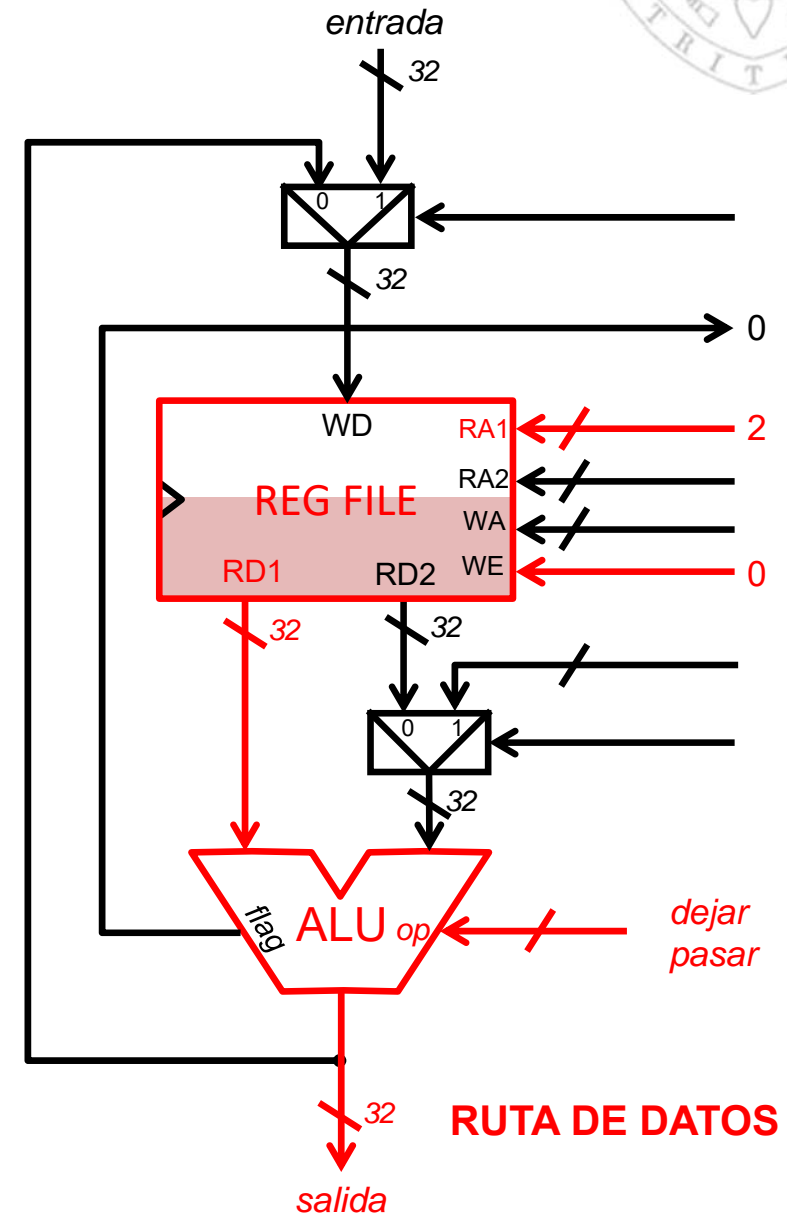 entrada
T R I T
32
0 1
32
0
WD
RA1
2
RA2
REG FILE
WA
RD1
RD2
WE
0
32
32
0 1
32
flag
ALU
op
dejar
pasar
32
RUTA DE DATOS
salida